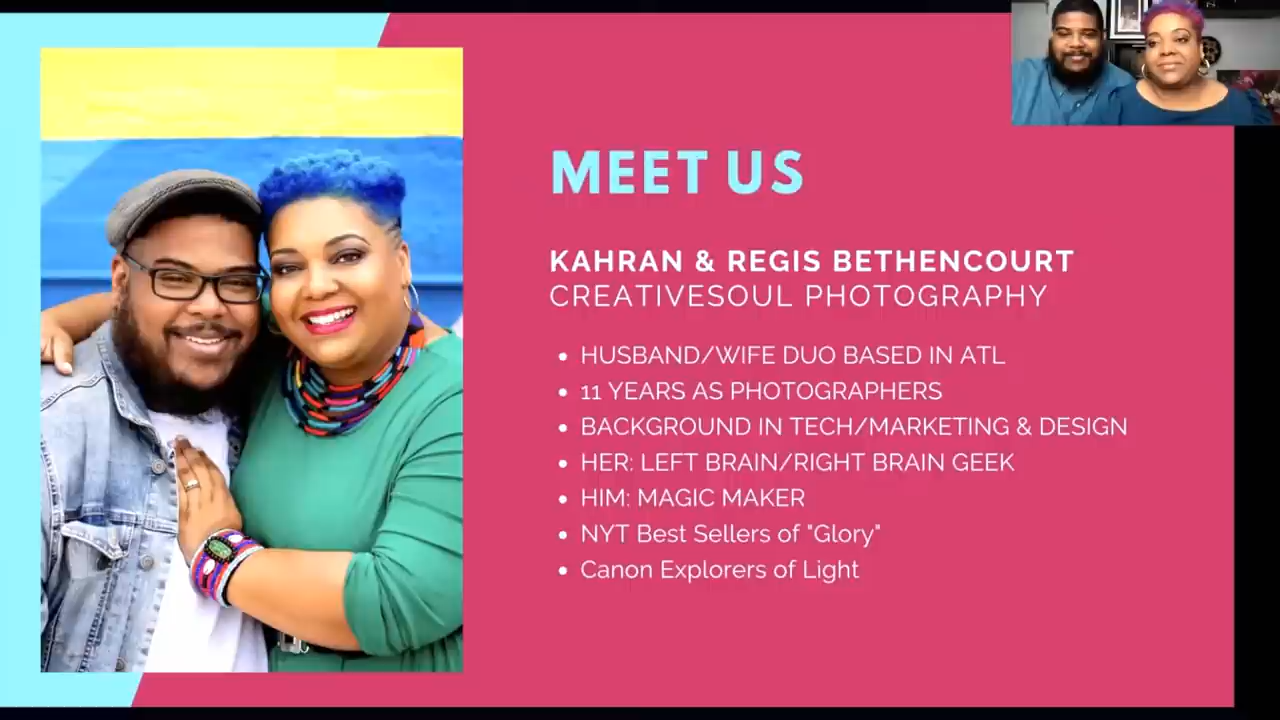 MEET US
KAHRAN & REGIS BETHENCOURT
CREATIVESOUL PHOTOGRAPHY
• HUSBAND/WIFE DUO BASED IN ATL
• 11 YEARS AS PHOTOGRAPHERS
• BACKGROUND IN TECH/MARKETING & DESIGN
• HER: LEFT BRAIN/RIGHT BRAIN GEEK
• HIM: MAGIC MAKER
• NYT Best Sellers of "Glory"
• Canon Explorers of Light